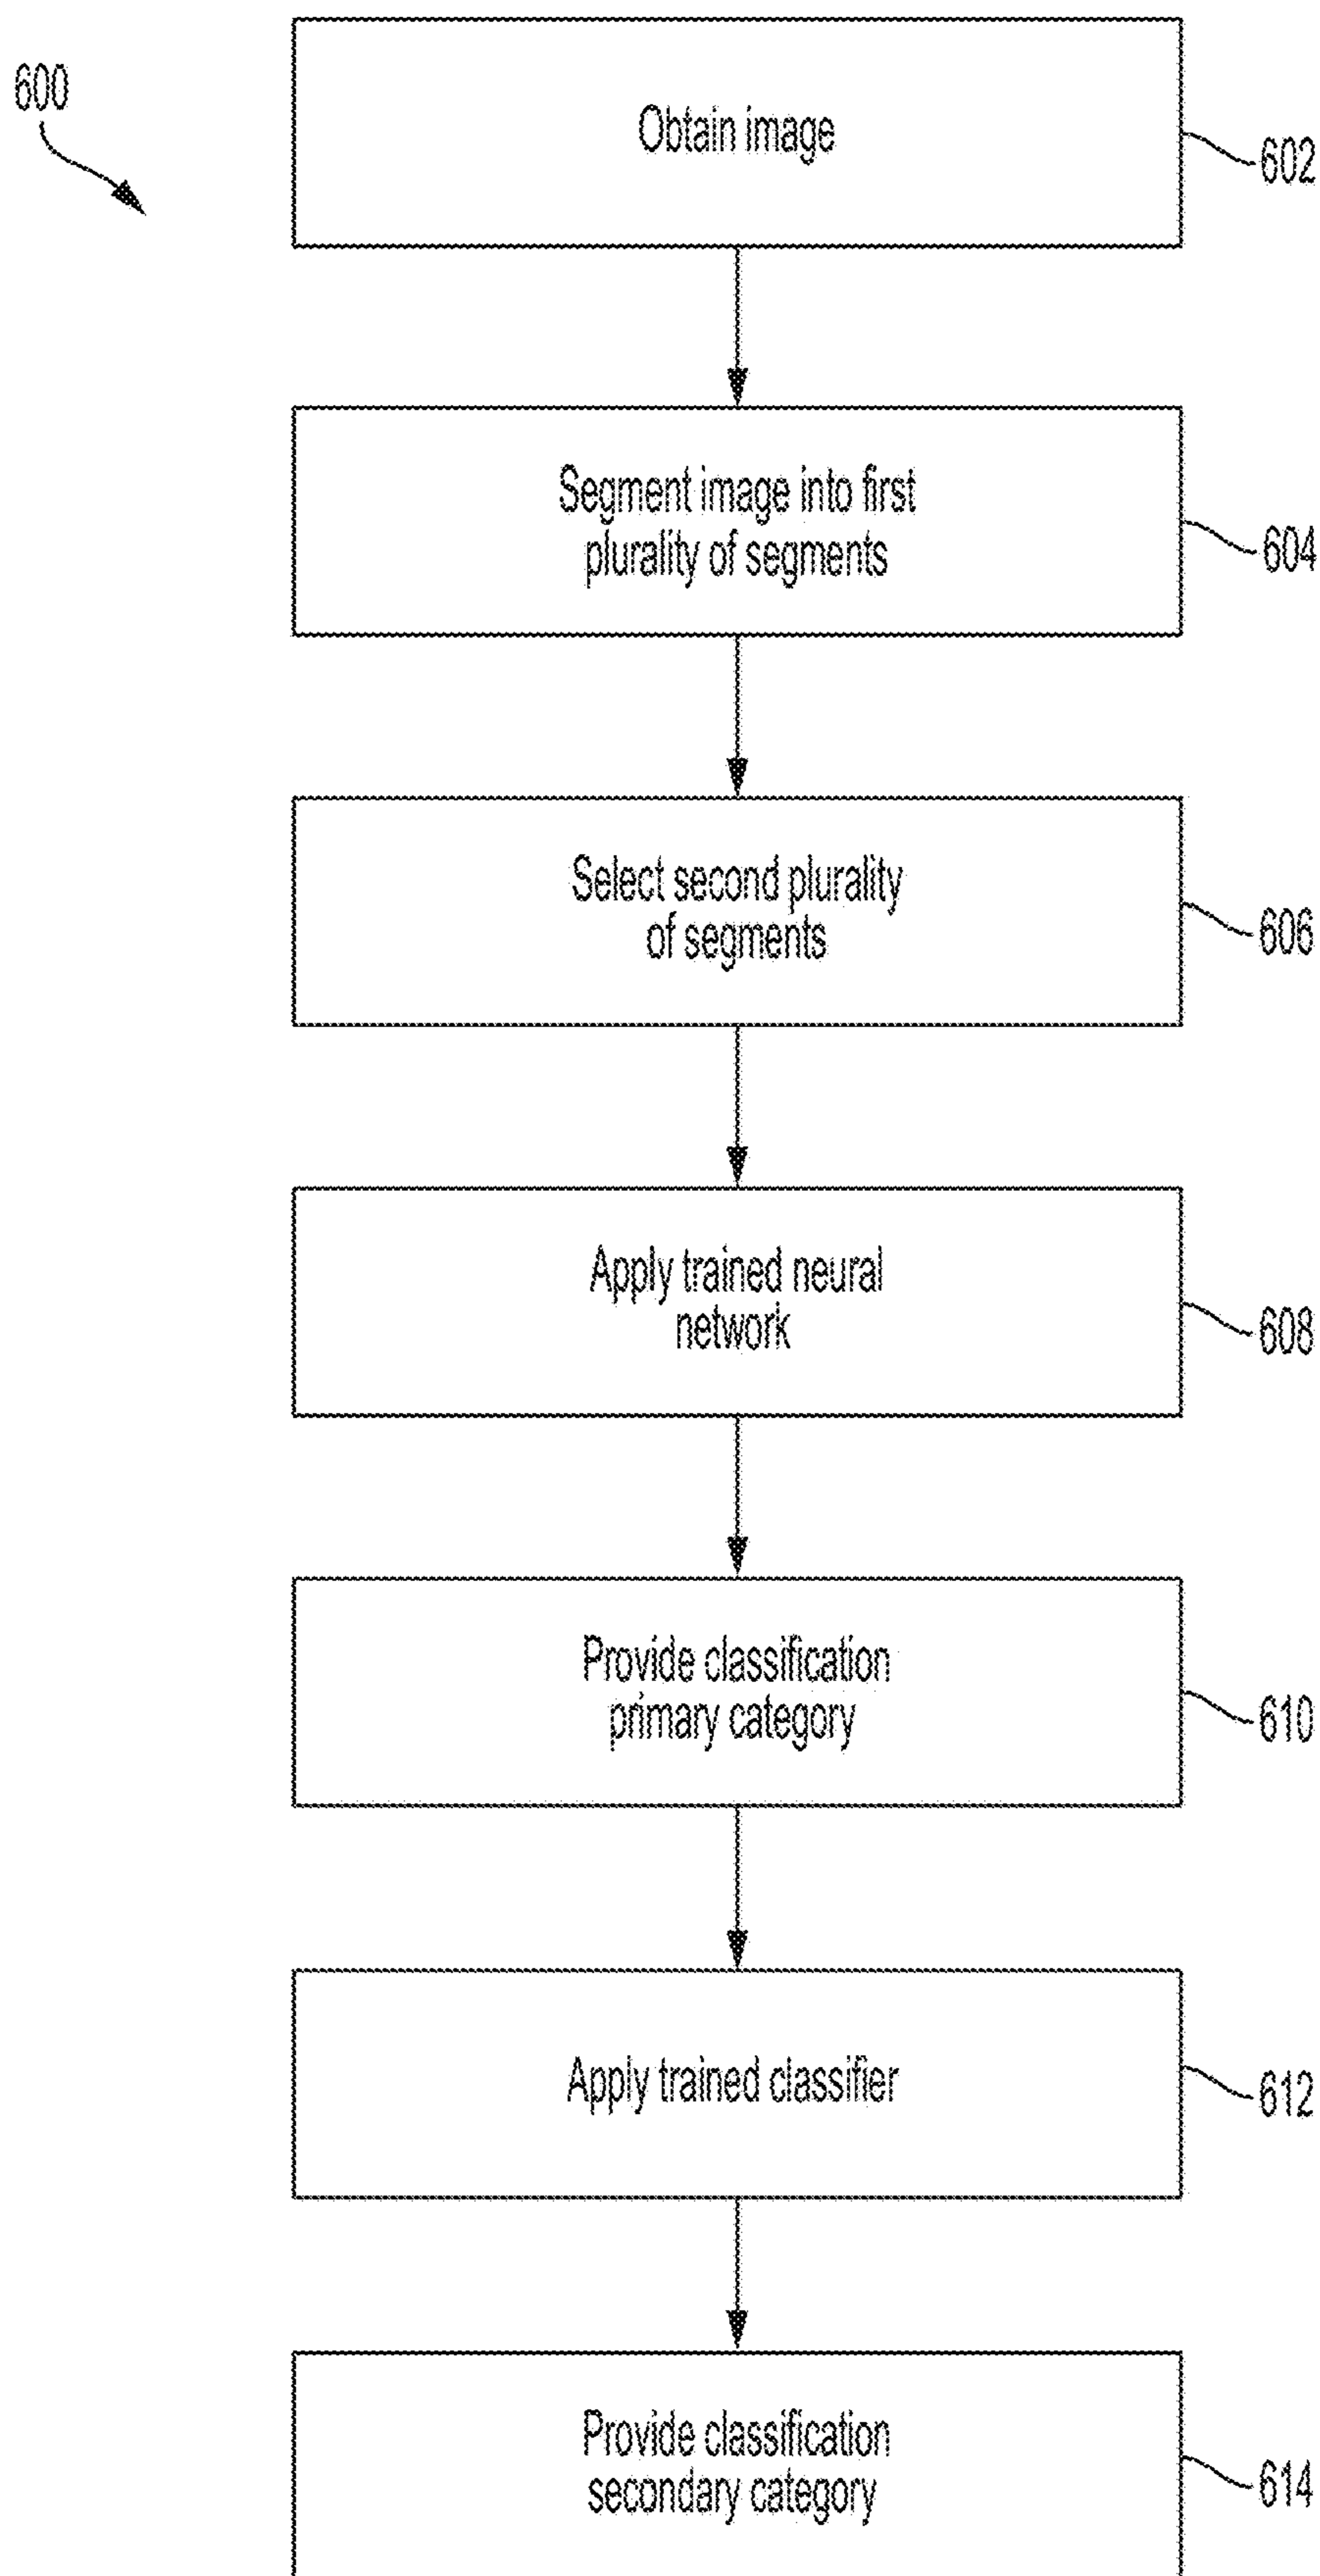 600
Obtain image
602
Segment image into first
plurality of segments
604
Select second plurality
of segments
606
Apply trained neural
network
608
Provide classification
primary category
610
Apply trained classifier
612
Provide classification
secondary category
614